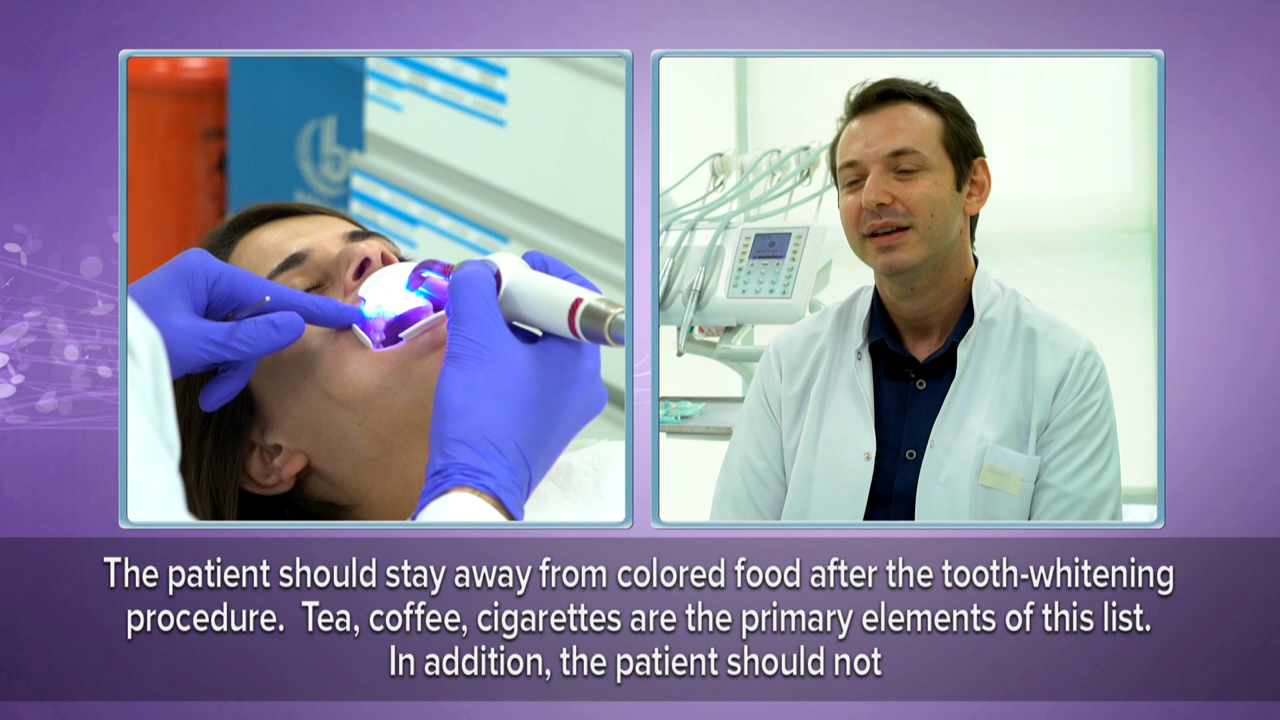 The patient should stay away from colored food after the tooth-whitening
procedure. Tea, coffee, cigarettes are the primary elements of this list.
In addition, the patient should not